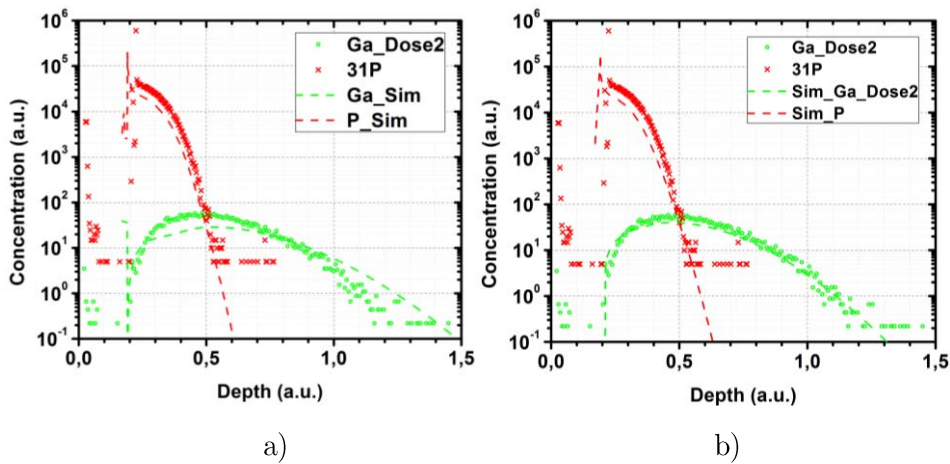 Concentration (a.u.)
10⁶
10⁵
10⁴
10³
10²
10¹
10⁰
10⁻¹
Ga_Dose2
31P
Ga_Sim
P_Sim
0,0 0,5 1,0 1,5
Depth (a.u.)
a)
Concentration (a.u.)
10⁶
10⁵
10⁴
10³
10²
10¹
10⁰
10⁻¹
Ga_Dose2
31P
Sim_Ga_Dose2
Sim_P
0,0 0,5 1,0 1,5
Depth (a.u.)
b)